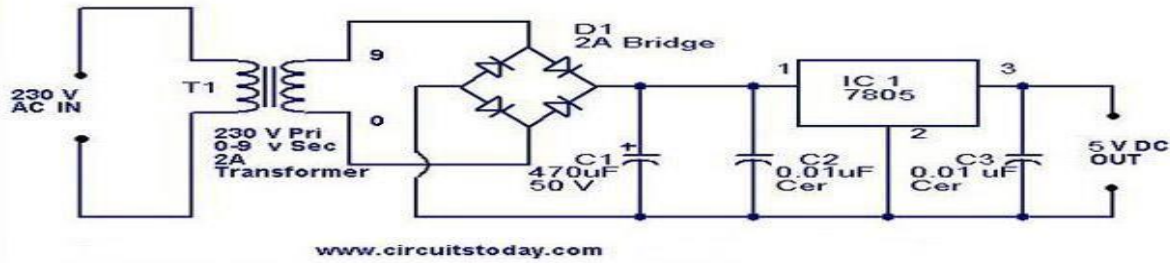 230 V
AC IN
T1
9
0
230 V Pri
0-9 v Sec
2A
Transformer
D1
2A Bridge
+
C1
470uF
50 V
C2
0.01uF
Cer
1
IC 1
7805
2
3
C3
0.01 uF
Cer
5 V DC
OUT
www.circuitstoday.com